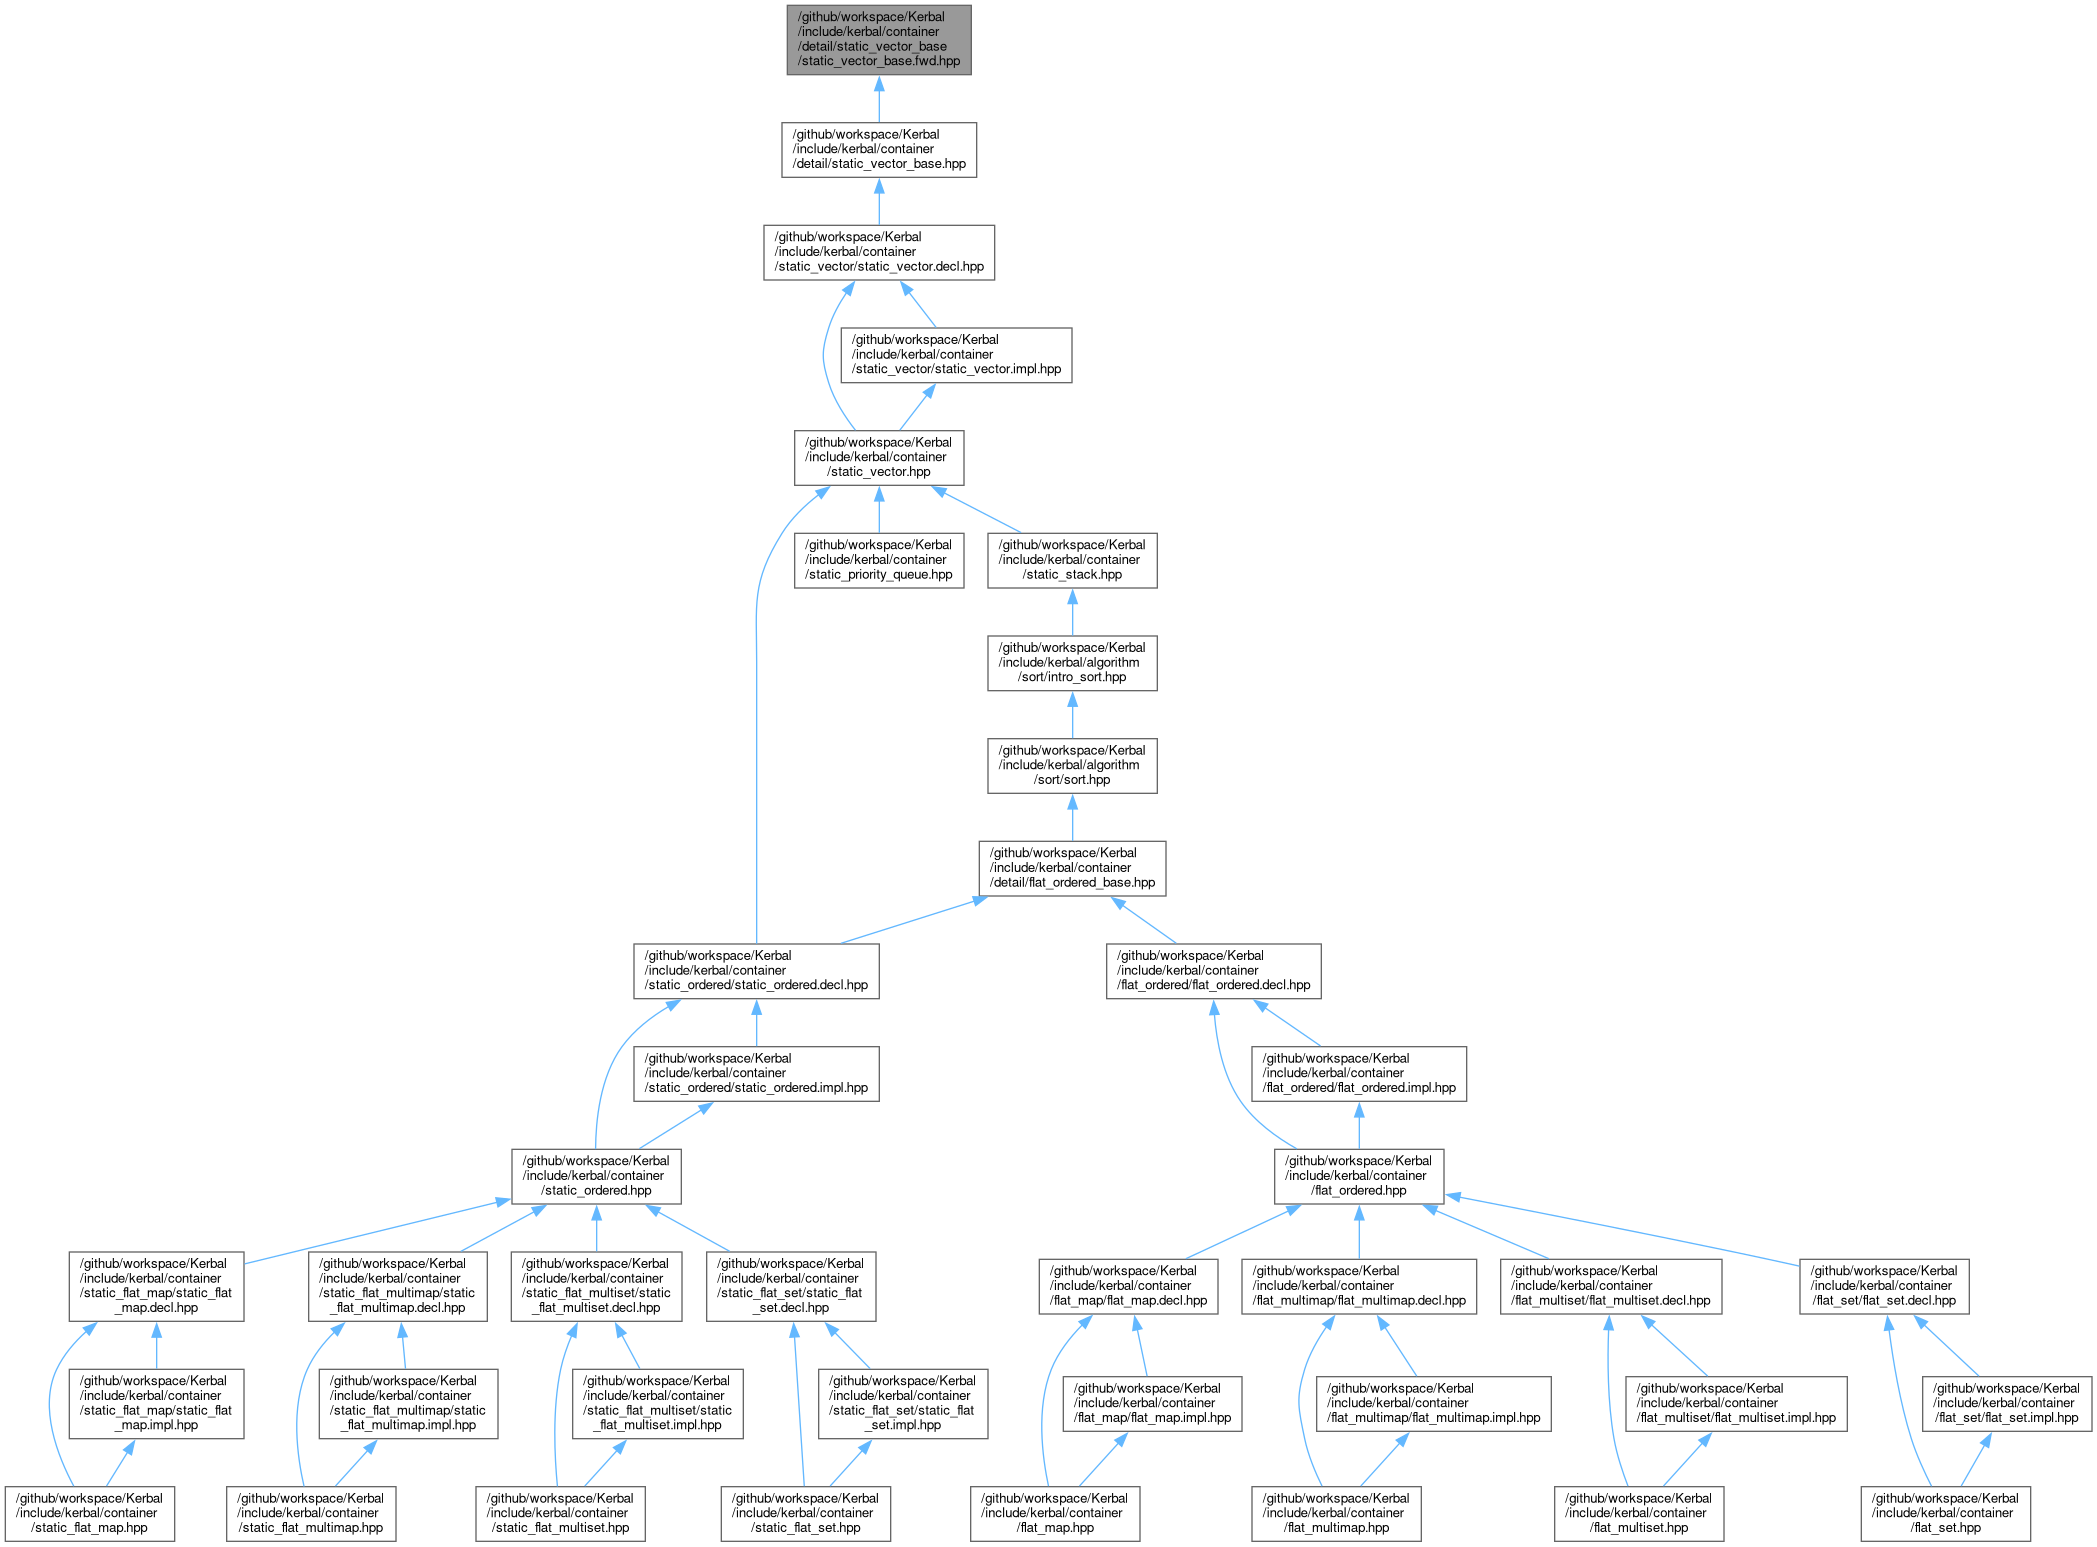 /github/workspace/Kerbal
/include/kerbal/container
/detail/static_vector_base
/static_vector_base.fwd.hpp
/github/workspace/Kerbal
/include/kerbal/container
/detail/static_vector_base.hpp
/github/workspace/Kerbal
/include/kerbal/container
/static_vector/static_vector.decl.hpp
/github/workspace/Kerbal
/include/kerbal/container
/static_vector/static_vector.impl.hpp
/github/workspace/Kerbal
/include/kerbal/container
/static_vector.hpp
/github/workspace/Kerbal
/include/kerbal/container
/static_priority_queue.hpp
/github/workspace/Kerbal
/include/kerbal/container
/static_stack.hpp
/github/workspace/Kerbal
/include/kerbal/algorithm
/sort/intro_sort.hpp
/github/workspace/Kerbal
/include/kerbal/algorithm
/sort/sort.hpp
/github/workspace/Kerbal
/include/kerbal/container
/detail/flat_ordered_base.hpp
/github/workspace/Kerbal
/include/kerbal/container
/static_ordered/static_ordered.decl.hpp
/github/workspace/Kerbal
/include/kerbal/container
/flat_ordered/flat_ordered.decl.hpp
/github/workspace/Kerbal
/include/kerbal/container
/static_ordered/static_ordered.impl.hpp
/github/workspace/Kerbal
/include/kerbal/container
/flat_ordered/flat_ordered.impl.hpp
/github/workspace/Kerbal
/include/kerbal/container
/static_ordered.hpp
/github/workspace/Kerbal
/include/kerbal/container
/flat_ordered.hpp
/github/workspace/Kerbal
/include/kerbal/container
/static_flat_map/static_flat
_map.decl.hpp
/github/workspace/Kerbal
/include/kerbal/container
/static_flat_multimap/static
_flat_multimap.decl.hpp
/github/workspace/Kerbal
/include/kerbal/container
/static_flat_multiset/static
_flat_multiset.decl.hpp
/github/workspace/Kerbal
/include/kerbal/container
/static_flat_set/static_flat
_set.decl.hpp
/github/workspace/Kerbal
/include/kerbal/container
/flat_map/flat_map.decl.hpp
/github/workspace/Kerbal
/include/kerbal/container
/flat_multimap/flat_multimap.decl.hpp
/github/workspace/Kerbal
/include/kerbal/container
/flat_multiset/flat_multiset.decl.hpp
/github/workspace/Kerbal
/include/kerbal/container
/flat_set/flat_set.decl.hpp
/github/workspace/Kerbal
/include/kerbal/container
/static_flat_map/static_flat
_map.impl.hpp
/github/workspace/Kerbal
/include/kerbal/container
/static_flat_multimap/static
_flat_multimap.impl.hpp
/github/workspace/Kerbal
/include/kerbal/container
/static_flat_multiset/static
_flat_multiset.impl.hpp
/github/workspace/Kerbal
/include/kerbal/container
/static_flat_set/static_flat
_set.impl.hpp
/github/workspace/Kerbal
/include/kerbal/container
/flat_map/flat_map.impl.hpp
/github/workspace/Kerbal
/include/kerbal/container
/flat_multimap/flat_multimap.impl.hpp
/github/workspace/Kerbal
/include/kerbal/container
/flat_multiset/flat_multiset.impl.hpp
/github/workspace/Kerbal
/include/kerbal/container
/flat_set/flat_set.impl.hpp
/github/workspace/Kerbal
/include/kerbal/container
/static_flat_map.hpp
/github/workspace/Kerbal
/include/kerbal/container
/static_flat_multimap.hpp
/github/workspace/Kerbal
/include/kerbal/container
/static_flat_multiset.hpp
/github/workspace/Kerbal
/include/kerbal/container
/static_flat_set.hpp
/github/workspace/Kerbal
/include/kerbal/container
/flat_map.hpp
/github/workspace/Kerbal
/include/kerbal/container
/flat_multimap.hpp
/github/workspace/Kerbal
/include/kerbal/container
/flat_multiset.hpp
/github/workspace/Kerbal
/include/kerbal/container
/flat_set.hpp